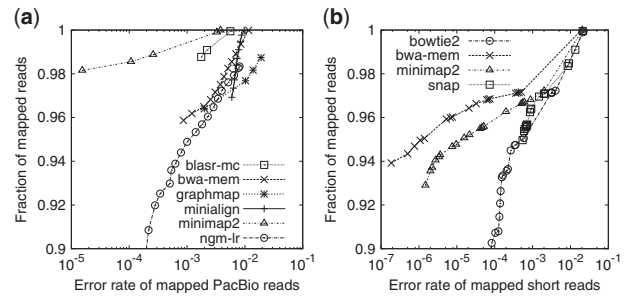 (a)
1
0.98
0.96
0.94
0.92
0.9
Fraction of mapped reads
blasr-mc
bwa-mem
graphmap
minialign
minimap2
ngm-lr
10-5
10-4
10-3
10-2
10-1
Error rate of mapped PacBio reads
(b)
1
0.98
0.96
0.94
0.92
0.9
Fraction of mapped reads
bowtie2
bwa-mem
minimap2
snap
10-7
10-6
10-5
10-4
10-3
10-2
10-1
Error rate of mapped short reads